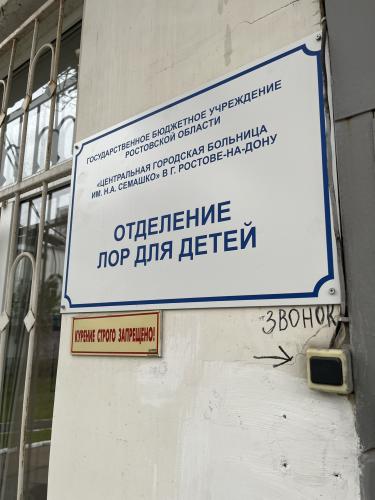 ГОСУДАРСТВЕННОЕ БЮДЖЕТНОЕ УЧРЕЖДЕНИЕ
РОСТОВСКОЙ ОБЛАСТИ
«ЦЕНТРАЛЬНАЯ ГОРОДСКАЯ БОЛЬНИЦА
ИМ. Н.А. СЕМАШКО» В Г. РОСТОВЕ-НА-ДОНУ
ОТДЕЛЕНИЕ
ЛОР ДЛЯ ДЕТЕЙ
ЗВОНОК
КУРЕНИЕ СТРОГО ЗАПРЕЩЕНО!